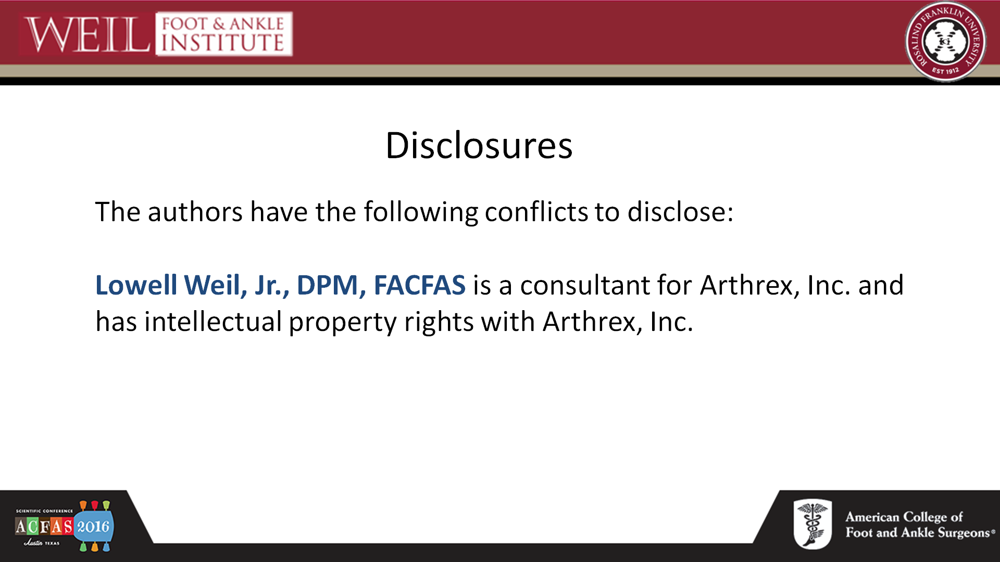 WEIL FOOT & ANKLE INSTITUTE
ROSALIND FRANKLIN UNIVERSITY
EST 1912
Disclosures
The authors have the following conflicts to disclose:
Lowell Weil, Jr., DPM, FACFAS is a consultant for Arthrex, Inc. and
has intellectual property rights with Arthrex, Inc.
SCIENTIFIC CONFERENCE
ACFAS 2016
Austin TEXAS
American College of
Foot and Ankle Surgeons®